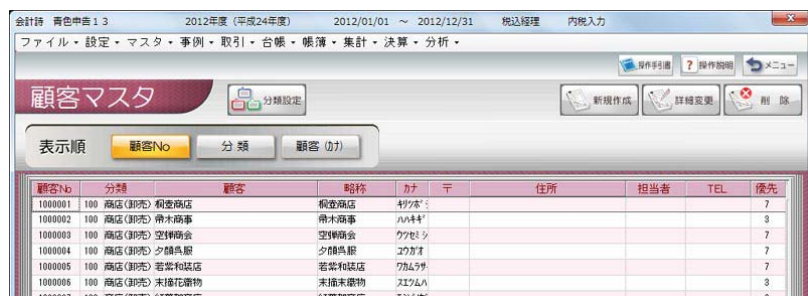 会計詩 青色申告13 2012年度（平成24年度） 2012/01/01 ～ 2012/12/31 税込経理 内税入力
ファイル・設定・マスタ・事例・取引・台帳・帳簿・集計・決算・分析・
操作手引書 ? 操作説明 メニュー
顧客マスタ 分類設定 新規作成 詳細変更 削 除
表示順 顧客No 分 類 顧客（カナ）
顧客No 分類 顧客 略称 カナ 〒 住所 担当者 TEL 優先
1000001 100 商店(卸売) 桐壺商店 桐壺商店 キリツボ 7
1000002 100 商店(卸売) 帚木商事 帚木商事 ハハキギ 3
1000003 100 商店(卸売) 空蝉商会 空蝉商会 ウツセミ 7
1000004 100 商店(卸売) 夕顔呉服 夕顔呉服 ユウガオ 7
1000005 100 商店(卸売) 若紫和装店 若紫和装店 ワカムラサ 7
1000006 100 商店(卸売) 末摘花織物 末摘末織物 スエツムハ 3